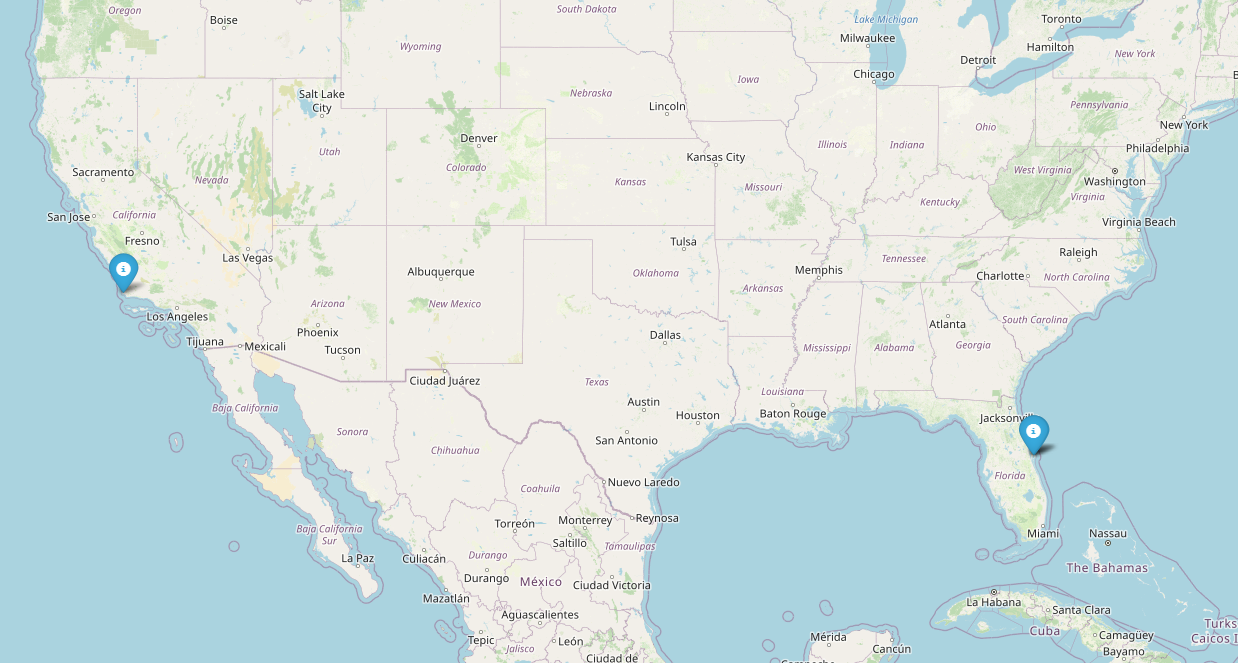 Oregon
Boise
South Dakota
Lake Michigan
Toronto
Wyoming
Milwaukee
Hamilton
New York
Detroit
Chicago
Iowa
Salt Lake
City
Nebraska
Lincoln
Pennsylvania
New York
Denver
Ohio
Philadelphia
Utah
Illinois
Indiana
Kansas City
Sacramento
Nevada
Colorado
Kansas
Missouri
West Virginia
Washington
Virginia
Kentucky
San Jose
California
Virginia Beach
Fresno
Tulsa
Las Vegas
Raleigh
Tennessee
Albuquerque
Oklahoma
Memphis
Charlotte
North Carolina
i
Arkansas
Arizona
New Mexico
Los Angeles
Phoenix
Atlanta
South Carolina
Tijuana
Mexicali
Tucson
Dallas
Mississippi
Alabama
Georgia
Ciudad Juárez
Texas
Louisiana
Baja California
Austin
Houston
Baton Rouge
Jacksonvill
i
Sonora
Chihuahua
San Antonio
Florida
Coahuila
Nuevo Laredo
Baja California
Sur
Torreón
Monterrey
Reynosa
Miami
Nassau
Saltillo
Tamaulipas
La Paz
Culiacán
Durango
The Bahamas
Durango
México
Ciudad Victoria
Mazatlán
La Habana
Santa Clara
Aguascalientes
Turks
Caicos I
Cuba
Camagüey
Tepic
León
Jalisco
Mérida
Cancún
Bayamo
Ciudad de